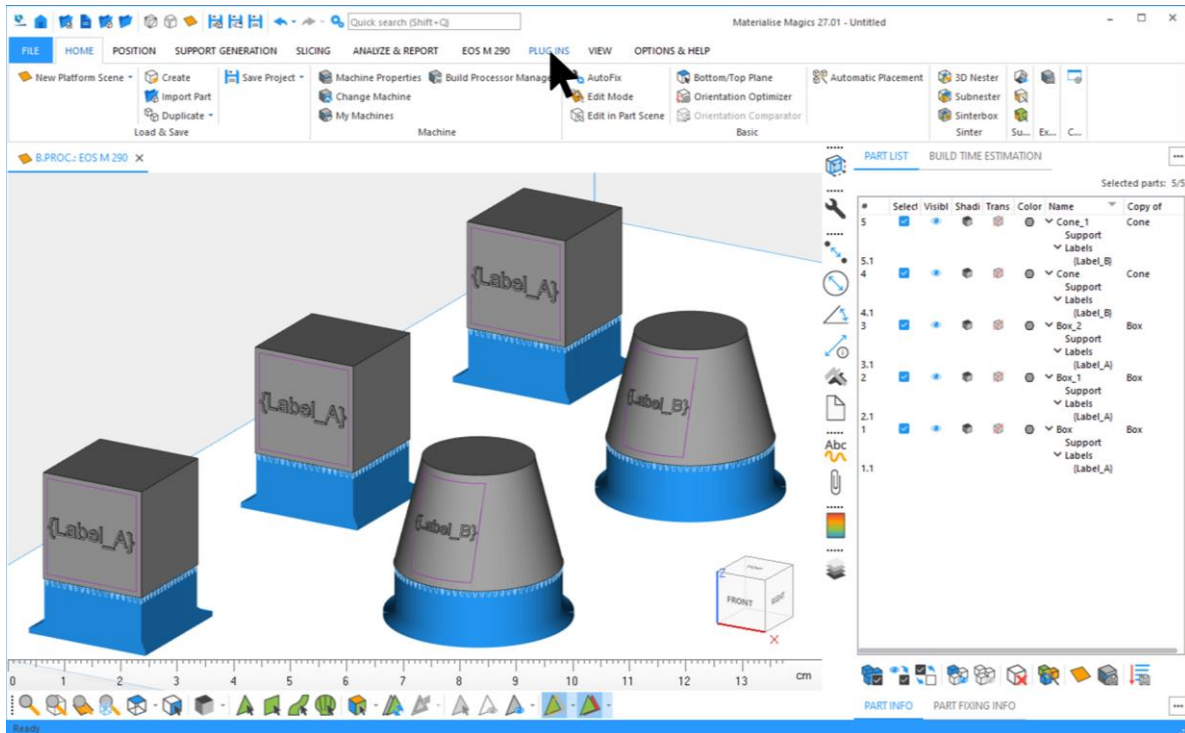 Quick search (Shift+Q)
Materialise Magics 27.01 - Untitled
FILE HOME POSITION SUPPORT GENERATION SLICING ANALYZE & REPORT EOS M 290 PLUG INS VIEW OPTIONS & HELP
New Platform Scene Create Save Project Machine Properties Build Processor Manage AutoFix Bottom/Top Plane Automatic Placement 3D Nester
Import Part Change Machine Edit Mode Orientation Optimizer Subnester
Duplicate My Machines Edit in Part Scene Orientation Comparator Sinterbox
Load & Save Machine Basic Sinter Su... Ex... C...
B.PROC.: EOS M 290
PART LIST BUILD TIME ESTIMATION
Selected parts: 5/5
# Select Visibl Shadi Trans Color Name Copy of
5 Cone_1 Cone
Support
Labels
5.1 {Label_B}
4 Cone Cone
Support
Labels
4.1 {Label_B}
3 Box_2 Box
Support
Labels
3.1 {Label_A}
2 Box_1 Box
Support
Labels
2.1 {Label_A}
1 Box Box
Support
Labels
1.1 {Label_A}
{Label_A}
{Label_A}
{Label_B}
{Label_A}
{Label_B}
Abc
Z
FRONT
RIGHT
X
0 1 2 3 4 5 6 7 8 9 10 11 12 13 cm
PART INFO PART FIXING INFO
Ready